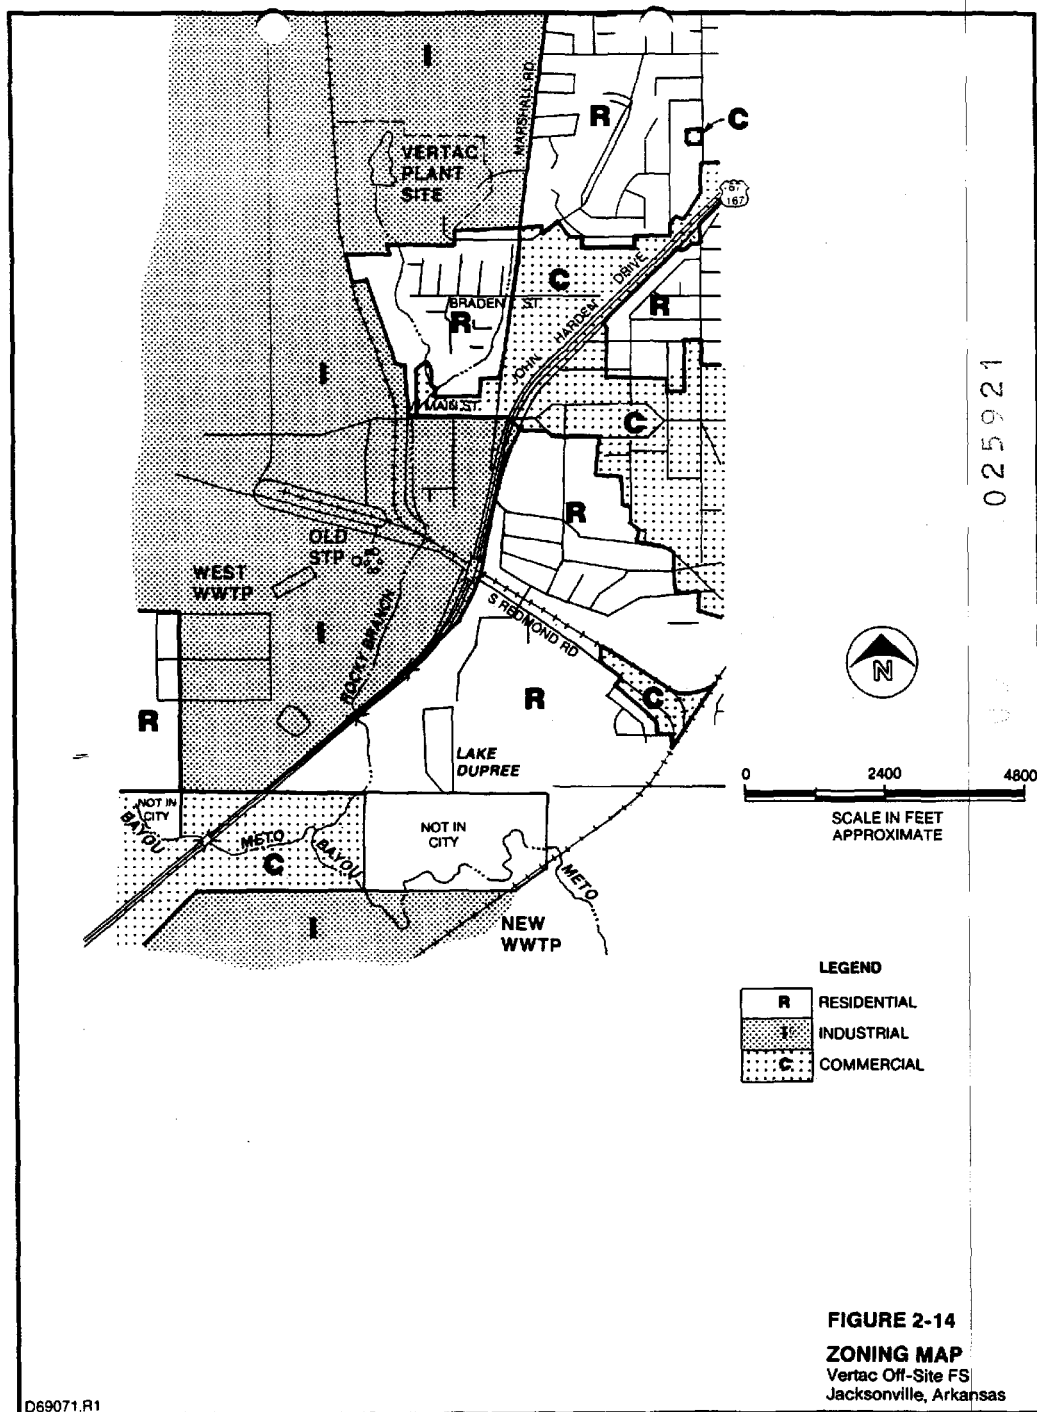 I
MARSHALL RD.
R
C
VERTAC
PLANT
SITE
167
C
JOHN HARDEN DRIVE
BRADEN ST.
R
R
I
MAIN ST.
C
R
OLD
STP
WEST
WWTP
I
ROCKY BRANCH
S REDMOND RD
R
R
C
LAKE
DUPREE
N
0 2400 4800
SCALE IN FEET
APPROXIMATE
NOT IN
CITY
BAYOU
METO
BAYOU
C
NOT IN
CITY
METO
I
NEW
WWTP
025921
LEGEND
R RESIDENTIAL
I INDUSTRIAL
C COMMERCIAL
FIGURE 2-14
ZONING MAP
Vertac Off-Site FS
Jacksonville, Arkansas
D69071.R1